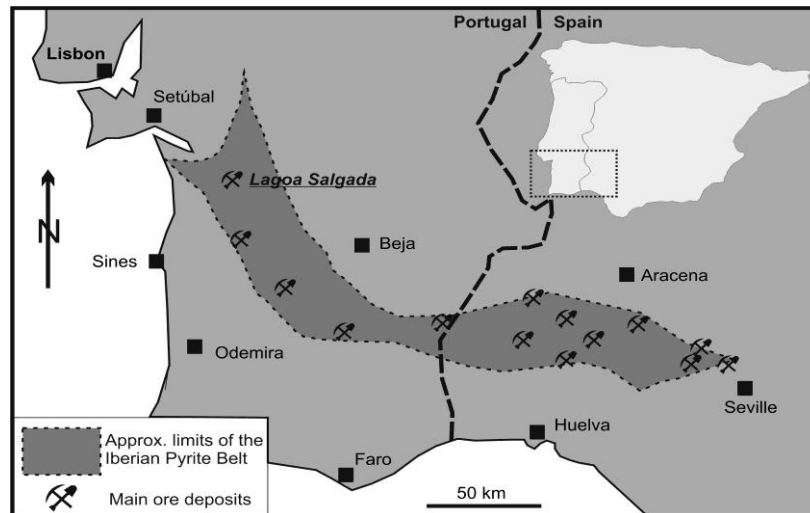 Portugal Spain
Lisbon
Setúbal
Lagoa Salgada
N
Beja
Sines
Aracena
Odemira
Seville
Huelva
Faro
Approx. limits of the
Iberian Pyrite Belt
Main ore deposits
50 km